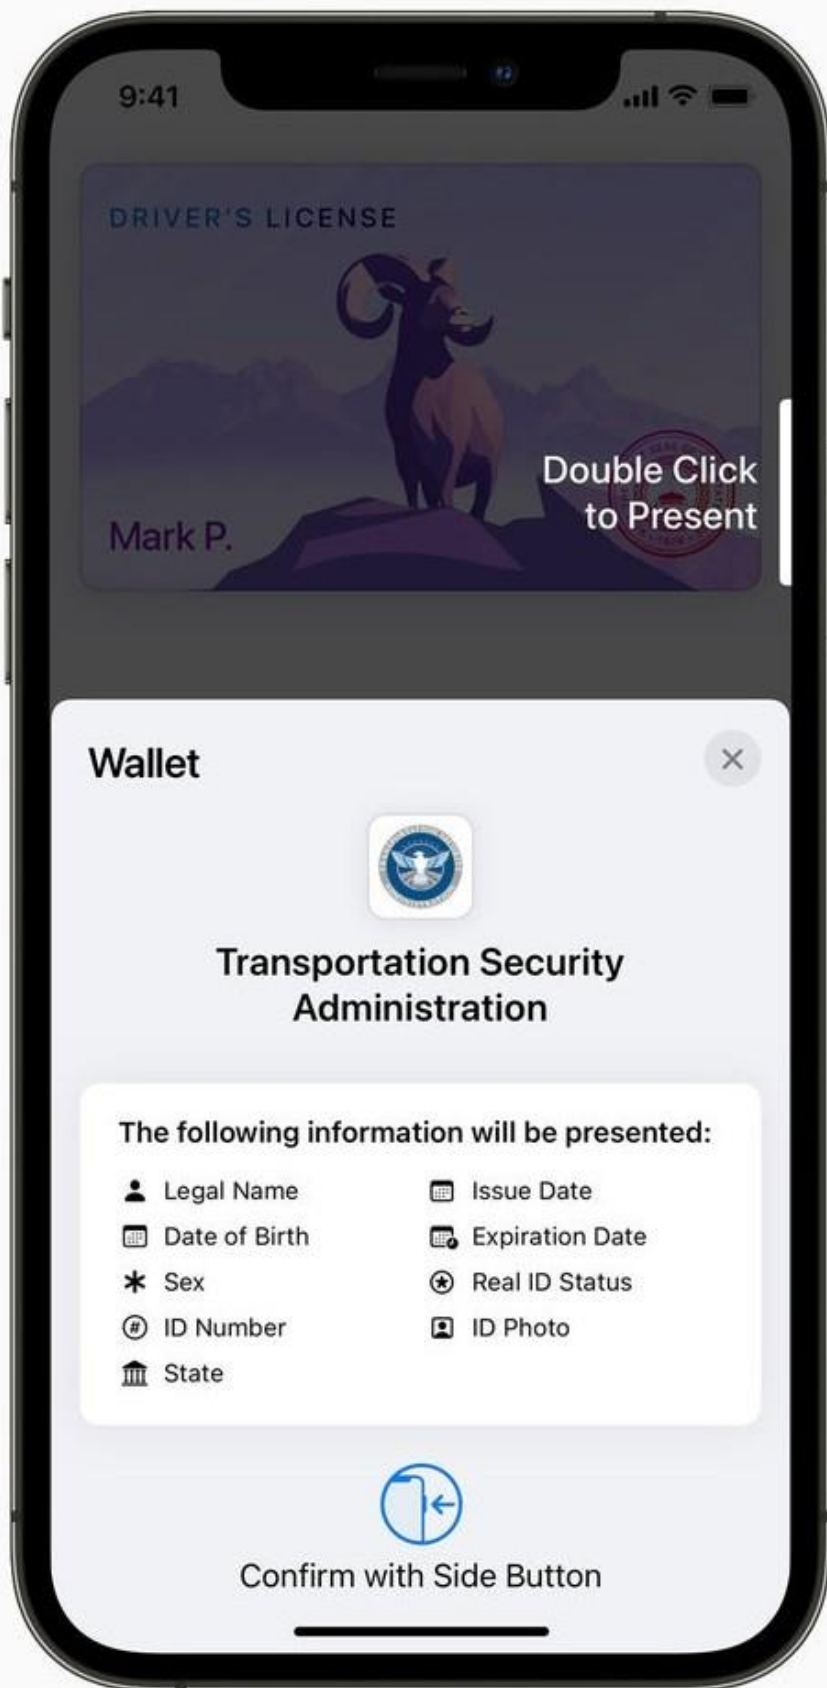 9:41
DRIVER'S LICENSE
Double Click
to Present
Mark P.
Wallet
Transportation Security
Administration
The following information will be presented:
Legal Name
Date of Birth
Sex
ID Number
State
Issue Date
Expiration Date
Real ID Status
ID Photo
Confirm with Side Button